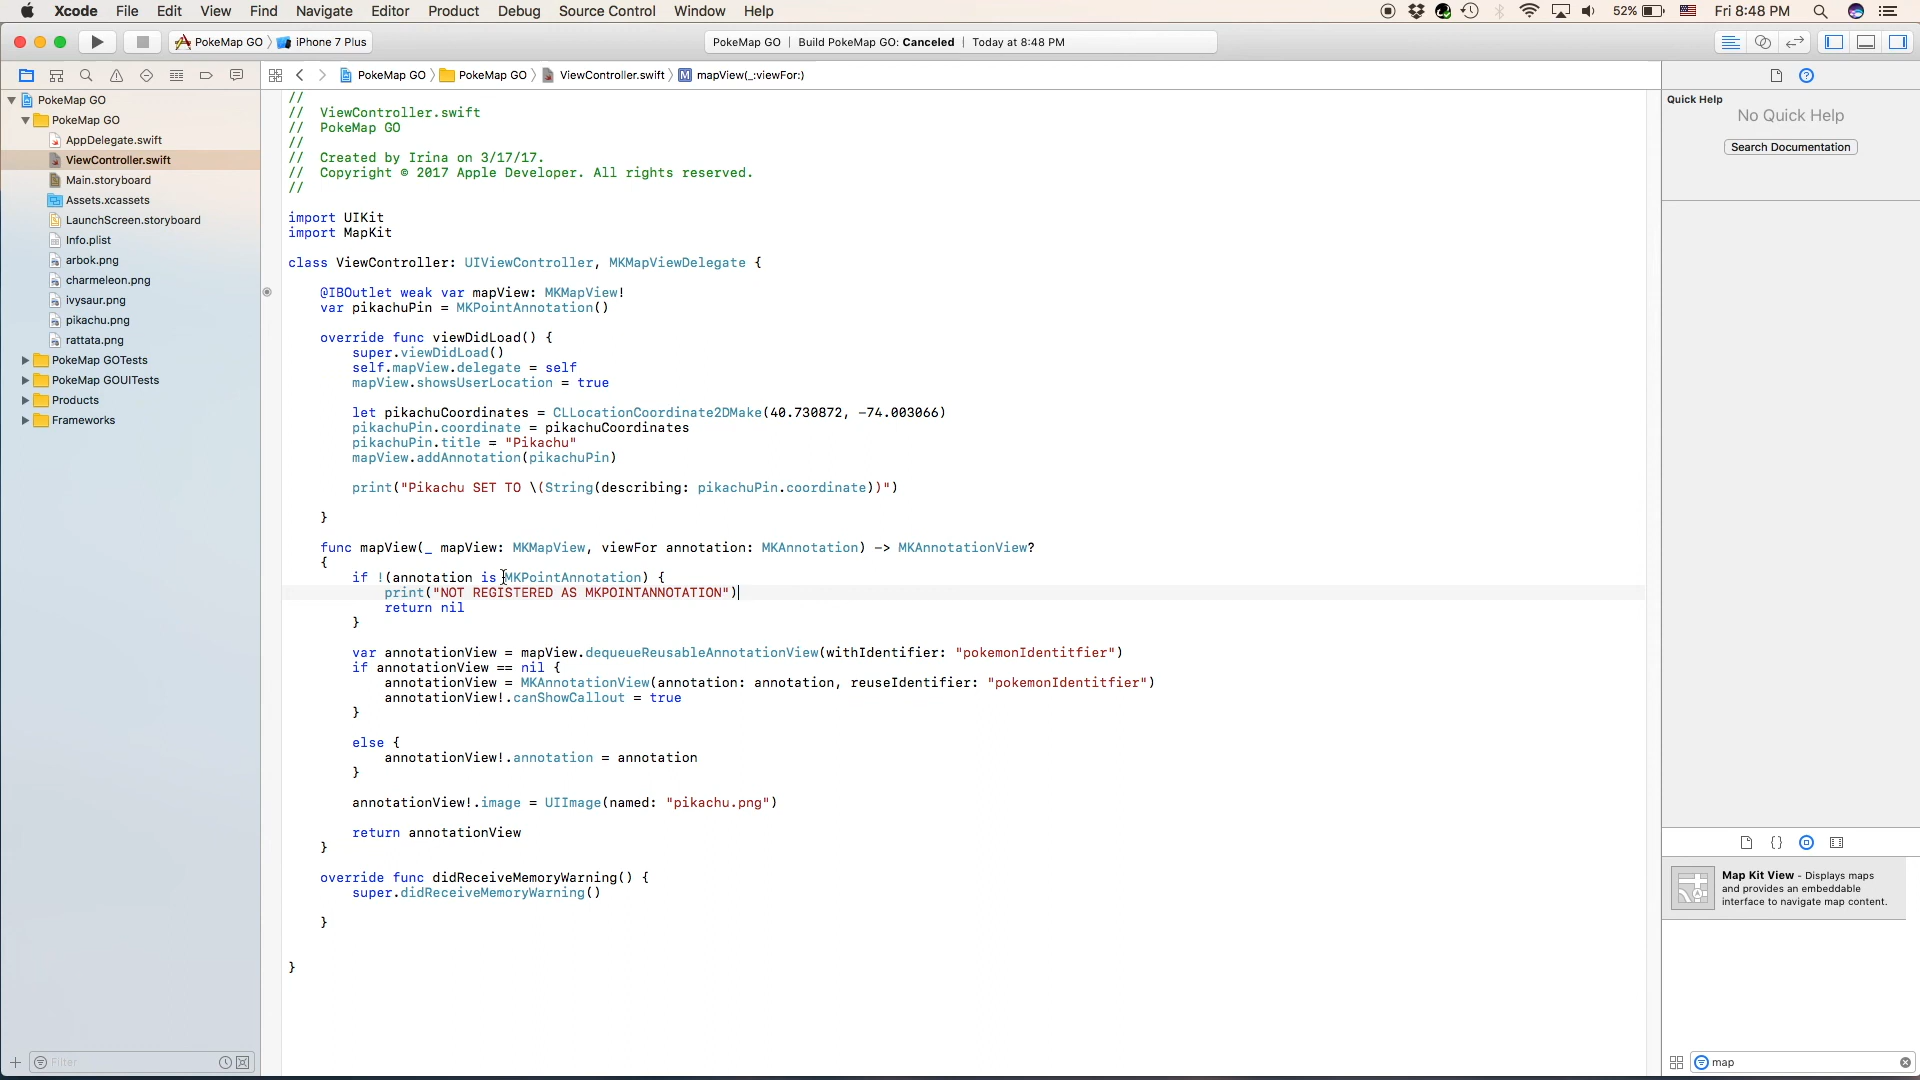 Xcode File Edit View Find Navigate Editor Product Debug Source Control Window Help 52% Fri 8:48 PM
PokeMap GO iPhone 7 Plus PokeMap GO | Build PokeMap GO: Canceled | Today at 8:48 PM
PokeMap GO PokeMap GO ViewController.swift M mapView(_:viewFor:)
PokeMap GO
PokeMap GO
AppDelegate.swift
ViewController.swift
Main.storyboard
Assets.xcassets
LaunchScreen.storyboard
Info.plist
arbok.png
charmeleon.png
ivysaur.png
pikachu.png
rattata.png
PokeMap GOTests
PokeMap GOUITests
Products
Frameworks
Filter
//
//  ViewController.swift
//  PokeMap GO
//
//  Created by Irina on 3/17/17.
//  Copyright © 2017 Apple Developer. All rights reserved.
//
import UIKit
import MapKit
class ViewController: UIViewController, MKMapViewDelegate {
@IBOutlet weak var mapView: MKMapView!
var pikachuPin = MKPointAnnotation()
override func viewDidLoad() {
super.viewDidLoad()
self.mapView.delegate = self
mapView.showsUserLocation = true
let pikachuCoordinates = CLLocationCoordinate2DMake(40.730872, -74.003066)
pikachuPin.coordinate = pikachuCoordinates
pikachuPin.title = "Pikachu"
mapView.addAnnotation(pikachuPin)
print("Pikachu SET TO \(String(describing: pikachuPin.coordinate))")
}
func mapView(_ mapView: MKMapView, viewFor annotation: MKAnnotation) -> MKAnnotationView?
{
if !(annotation is MKPointAnnotation) {
print("NOT REGISTERED AS MKPOINTANNOTATION")
return nil
}
var annotationView = mapView.dequeueReusableAnnotationView(withIdentifier: "pokemonIdentitfier")
if annotationView == nil {
annotationView = MKAnnotationView(annotation: annotation, reuseIdentifier: "pokemonIdentitfier")
annotationView!.canShowCallout = true
}
else {
annotationView!.annotation = annotation
}
annotationView!.image = UIImage(named: "pikachu.png")
return annotationView
}
override func didReceiveMemoryWarning() {
super.didReceiveMemoryWarning()
}
}
Quick Help
No Quick Help
Search Documentation
Map Kit View - Displays maps
and provides an embeddable
interface to navigate map content.
map